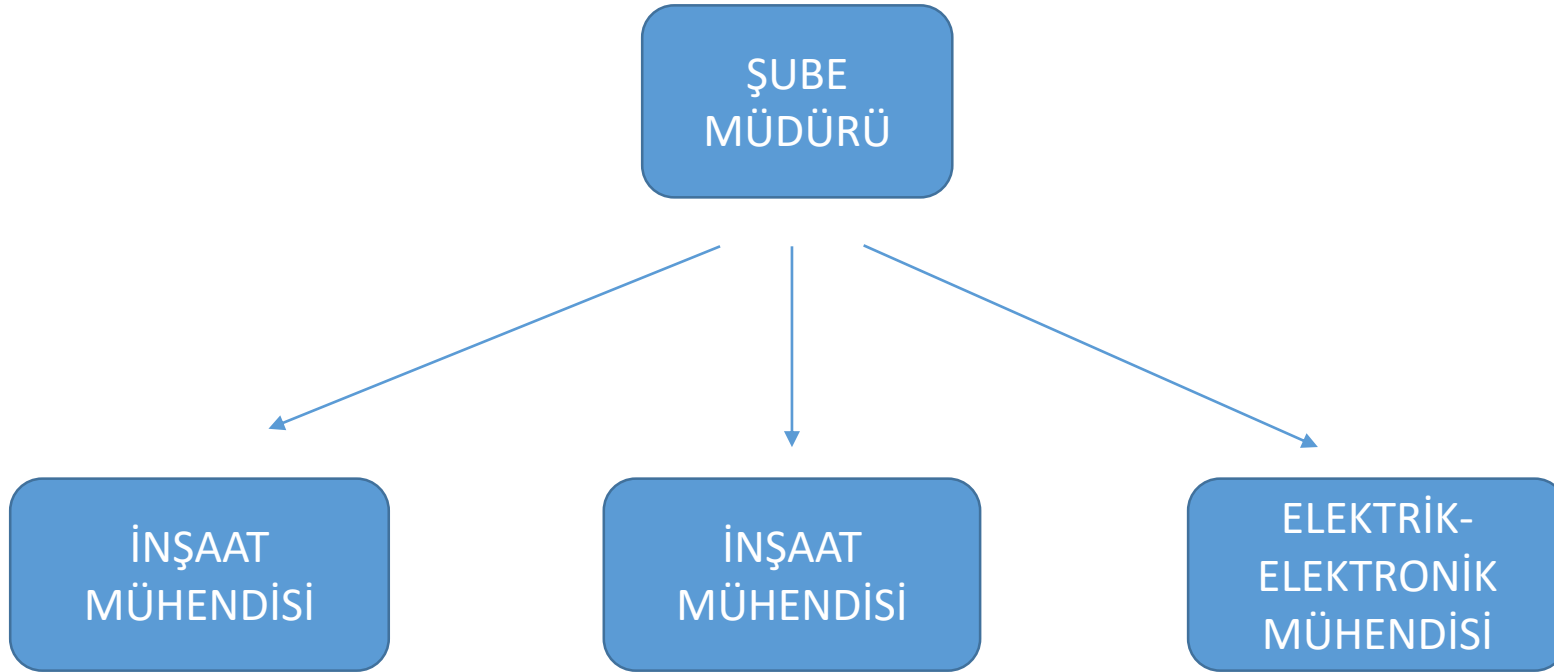 ŞUBE
MÜDÜRÜ
İNŞAAT
MÜHENDİSİ
İNŞAAT
MÜHENDİSİ
ELEKTRİK-
ELEKTRONİK
MÜHENDİSİ